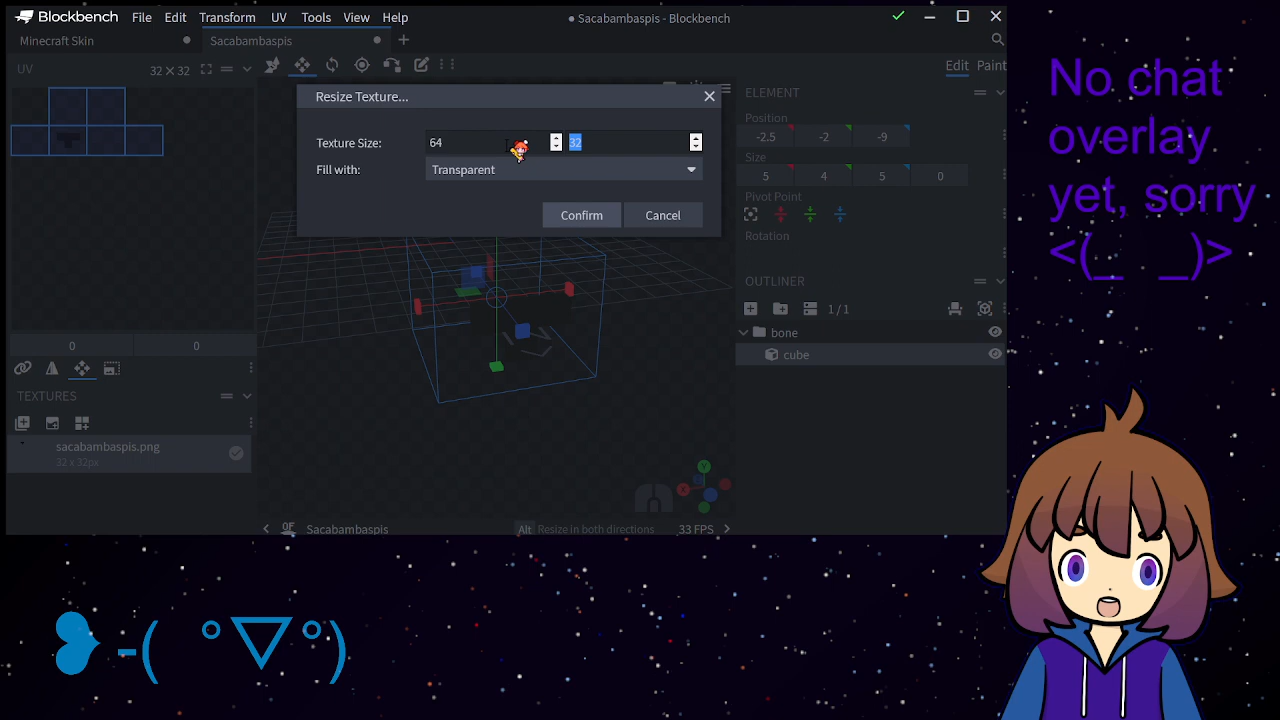 Blockbench File Edit Transform UV Tools View Help
● Sacabambaspis - Blockbench
Minecraft Skin
Sacabambaspis
UV
32×32
Edit Paint
Resize Texture...
Texture Size: 64 32
Fill with: Transparent
Confirm Cancel
ELEMENT
Position
-2.5 -2 -9
Size
5 4 5 0
Pivot Point
Rotation
OUTLINER
1 / 1
bone
cube
0 0
TEXTURES
sacabambaspis.png
32 x 32px
Y
X
Sacabambaspis
Alt Resize in both directions
33 FPS
No chat
overlay
yet, sorry
<(_ _)>
❥-( °▽°)